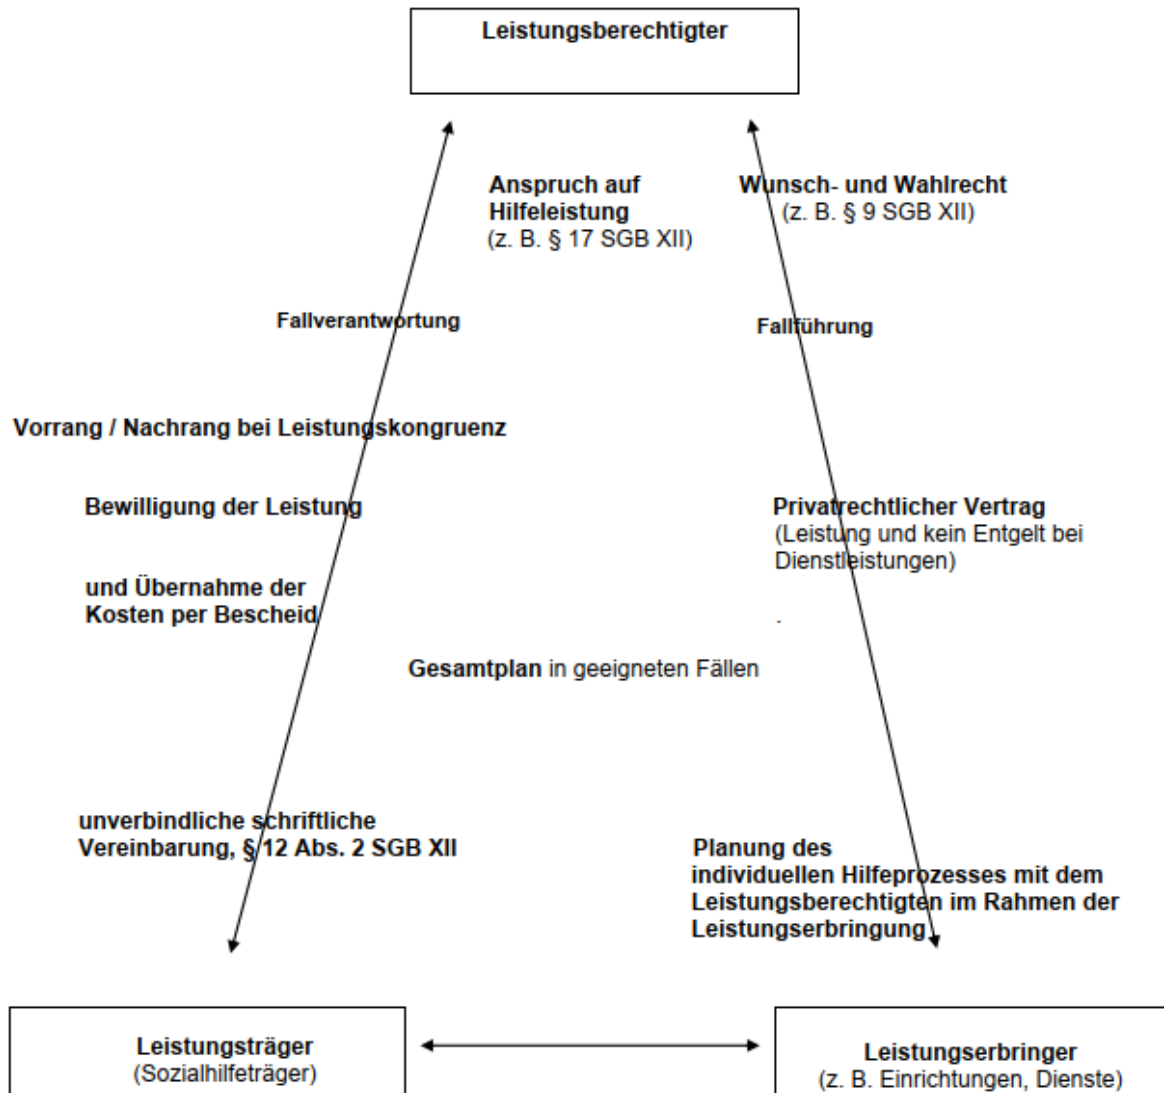 Leistungsberechtigter
Anspruch auf
Hilfeleistung
(z. B. § 17 SGB XII)
Wunsch- und Wahlrecht
(z. B. § 9 SGB XII)
Fallverantwortung
Fallführung
Vorrang / Nachrang bei Leistungskongruenz
Bewilligung der Leistung
Privatrechtlicher Vertrag
(Leistung und kein Entgelt bei
Dienstleistungen)
und Übernahme der
Kosten per Bescheid
.
Gesamtplan in geeigneten Fällen
unverbindliche schriftliche
Vereinbarung, § 12 Abs. 2 SGB XII
Planung des
individuellen Hilfeprozesses mit dem
Leistungsberechtigten im Rahmen der
Leistungserbringung
Leistungsträger
(Sozialhilfeträger)
Leistungserbringer
(z. B. Einrichtungen, Dienste)